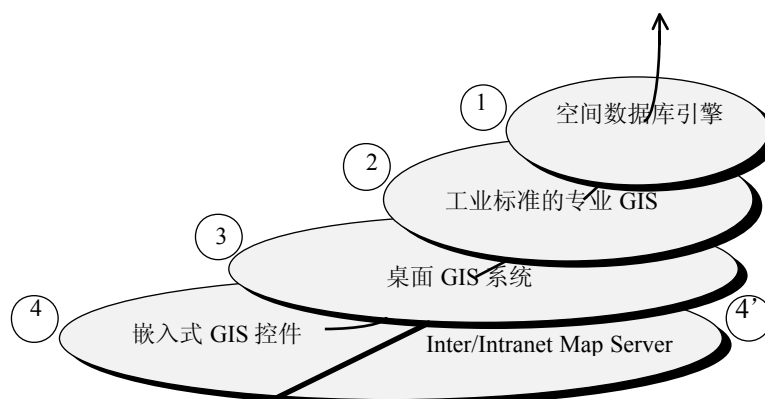 1
空间数据库引擎
2
工业标准的专业 GIS
3
桌面 GIS 系统
4
嵌入式 GIS 控件
Inter/Intranet Map Server
4’